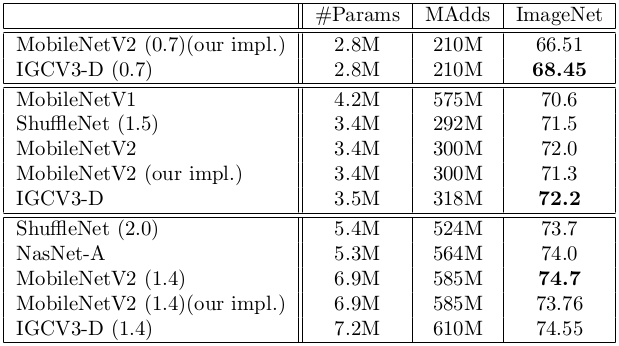 #Params MAdds ImageNet
MobileNetV2 (0.7)(our impl.) 2.8M 210M 66.51
IGCV3-D (0.7) 2.8M 210M 68.45
MobileNetV1 4.2M 575M 70.6
ShuffleNet (1.5) 3.4M 292M 71.5
MobileNetV2 3.4M 300M 72.0
MobileNetV2 (our impl.) 3.4M 300M 71.3
IGCV3-D 3.5M 318M 72.2
ShuffleNet (2.0) 5.4M 524M 73.7
NasNet-A 5.3M 564M 74.0
MobileNetV2 (1.4) 6.9M 585M 74.7
MobileNetV2 (1.4)(our impl.) 6.9M 585M 73.76
IGCV3-D (1.4) 7.2M 610M 74.55